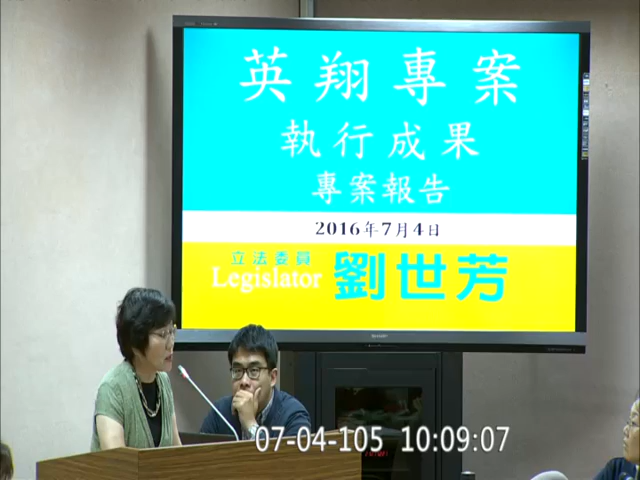 英翔專案
執行成果
專案報告
2016年7月4日
立法委員
Legislator
劉世芳
SHARP
07-04-105 10:09:07